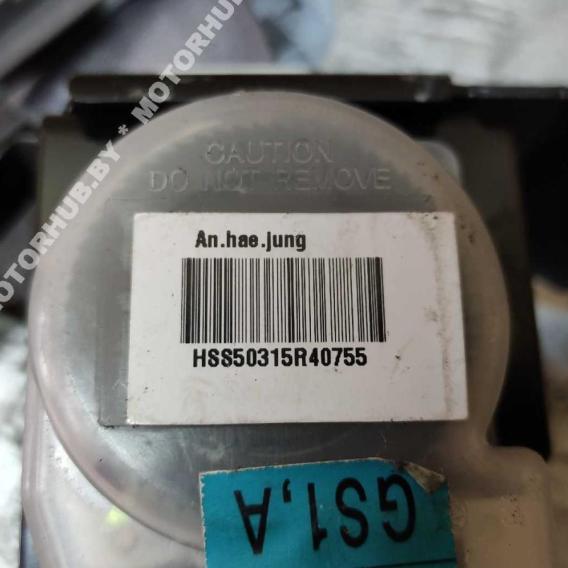 MOTORHUB.BY * MOTORHUB
CAUTION
DO NOT REMOVE
An.hae.jung
HSS50315R40755
GS1,A